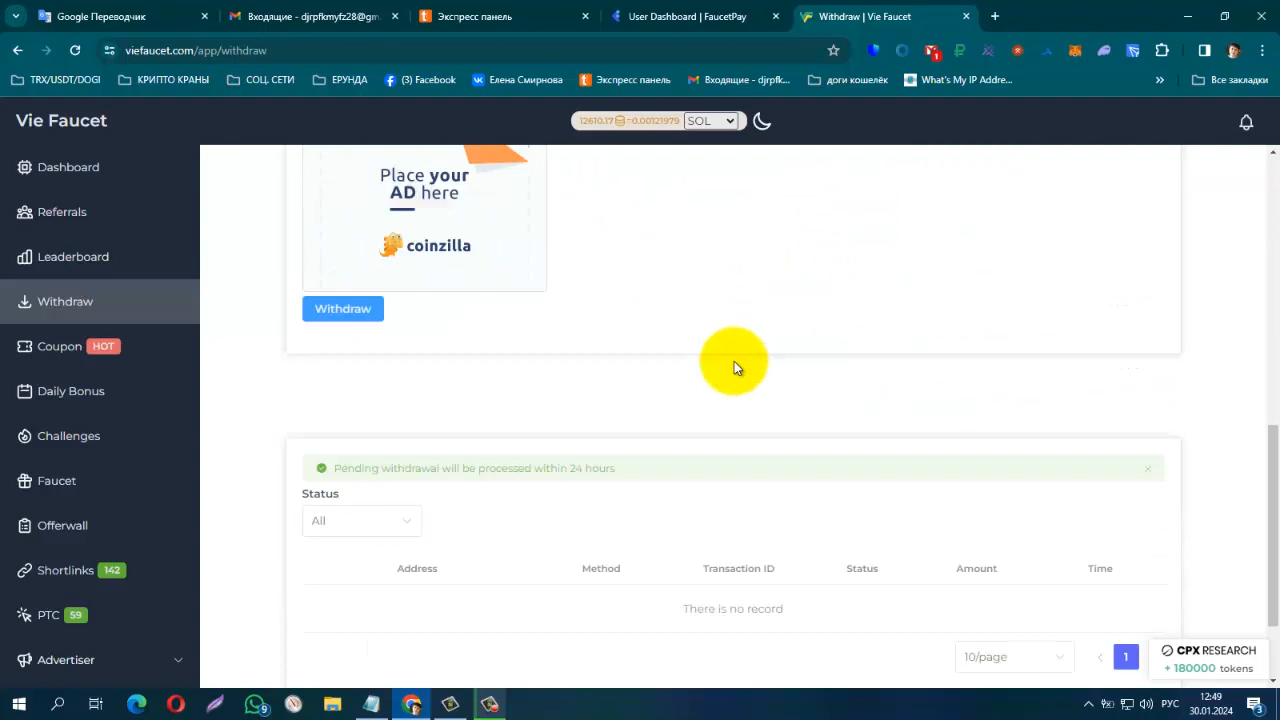 Google Переводчик
Входящие - djrpfkmyfz28@gm
Экспресс панель
User Dashboard | FaucetPay
Withdraw | Vie Faucet
viefaucet.com/app/withdraw
1
TRX/USDT/DOGI
КРИПТО КРАНЫ
СОЦ. СЕТИ
ЕРУНДА
(3) Facebook
Елена Смирнова
Экспресс панель
Входящие - djrpfk...
доги кошелёк
What's My IP Addre...
Все закладки
Vie Faucet
12610.17 =0.00121979
SOL
Dashboard
Referrals
Leaderboard
Withdraw
Coupon HOT
Daily Bonus
Challenges
Faucet
Offerwall
Shortlinks 142
PTC 59
Advertiser
Place your
AD here
coinzilla
Withdraw
Pending withdrawal will be processed within 24 hours
Status
All
Address Method Transaction ID Status Amount Time
There is no record
10/page
1
CPX RESEARCH
+ 180000 tokens
9
РУС
12:49
30.01.2024
3